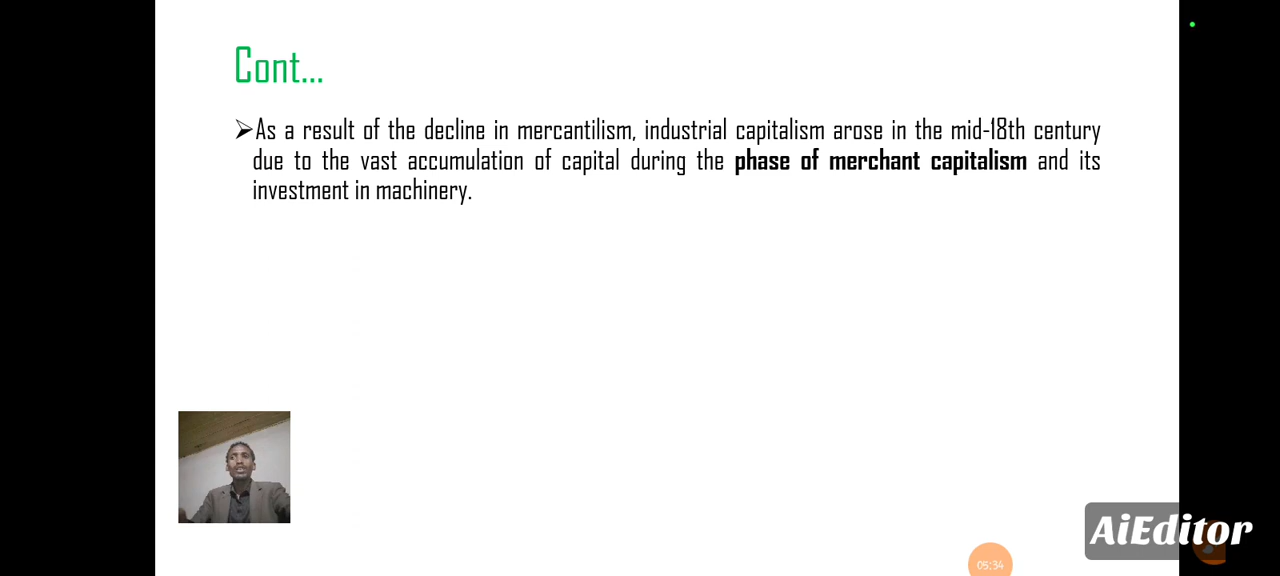 Cont...
➢As a result of the decline in mercantilism, industrial capitalism arose in the mid-18th century
due to the vast accumulation of capital during the phase of merchant capitalism and its
investment in machinery.
AiEditor
05:34